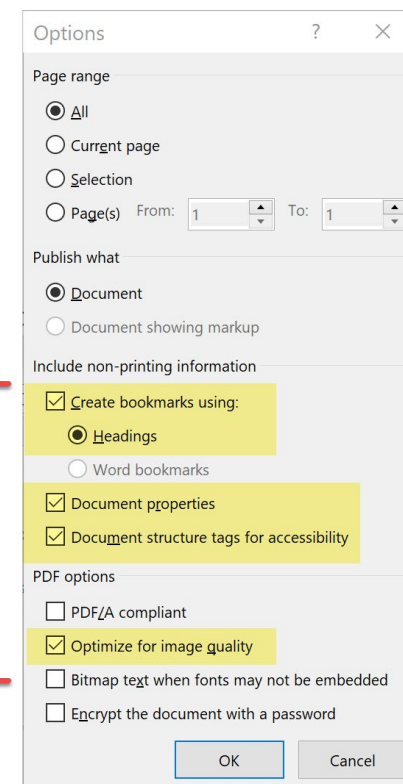 Options ?
Page range
All
Current page
Selection
Page(s) From: 1 To: 1
Publish what
Document
Document showing markup
Include non-printing information
Create bookmarks using:
Headings
Word bookmarks
Document properties
Document structure tags for accessibility
PDF options
PDF/A compliant
Optimize for image quality
Bitmap text when fonts may not be embedded
Encrypt the document with a password
OK Cancel